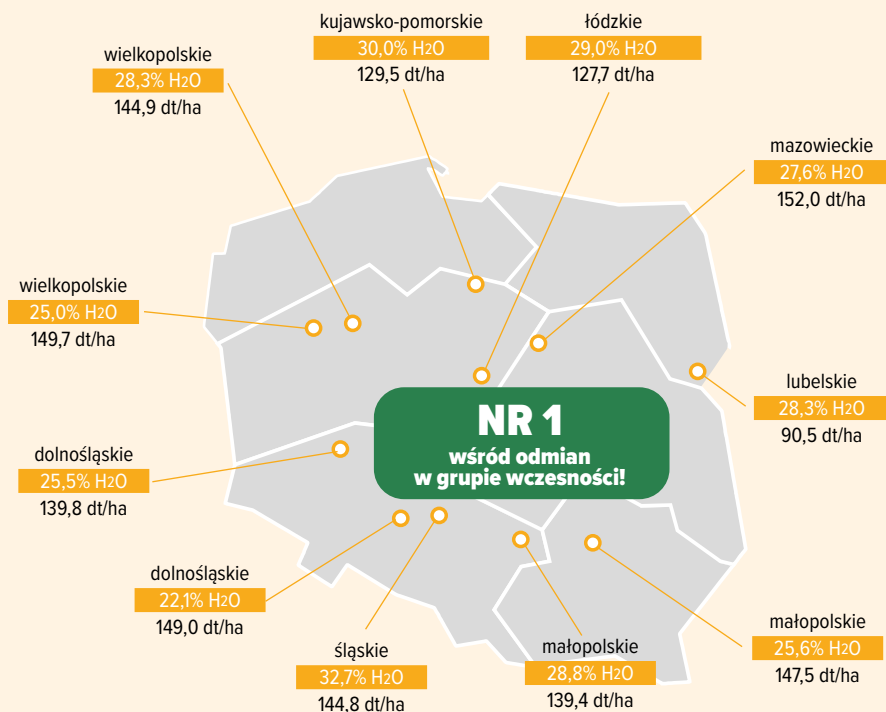 kujawsko-pomorskie
30,0% H2O
129,5 dt/ha
łódzkie
29,0% H2O
127,7 dt/ha
wielkopolskie
28,3% H2O
144,9 dt/ha
mazowieckie
27,6% H2O
152,0 dt/ha
wielkopolskie
25,0% H2O
149,7 dt/ha
lubelskie
28,3% H2O
90,5 dt/ha
NR 1
wśród odmian
w grupie wczesności!
dolnośląskie
25,5% H2O
139,8 dt/ha
dolnośląskie
22,1% H2O
149,0 dt/ha
śląskie
32,7% H2O
144,8 dt/ha
małopolskie
28,8% H2O
139,4 dt/ha
małopolskie
25,6% H2O
147,5 dt/ha